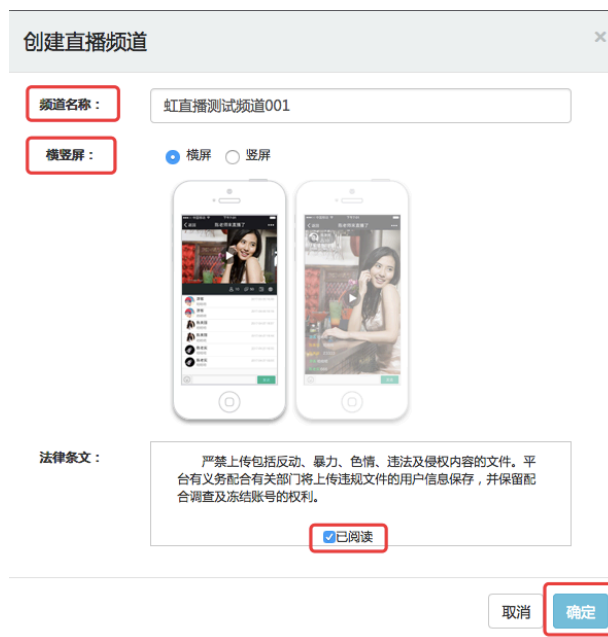 创建直播频道
×
频道名称：
虹直播测试频道001
横竖屏：
横屏
竖屏
法律条文：
严禁上传包括反动、暴力、色情、违法及侵权内容的文件。平
台有义务配合有关部门将上传违规文件的用户信息保存，并保留配
合调查及冻结账号的权利。
已阅读
取消
确定